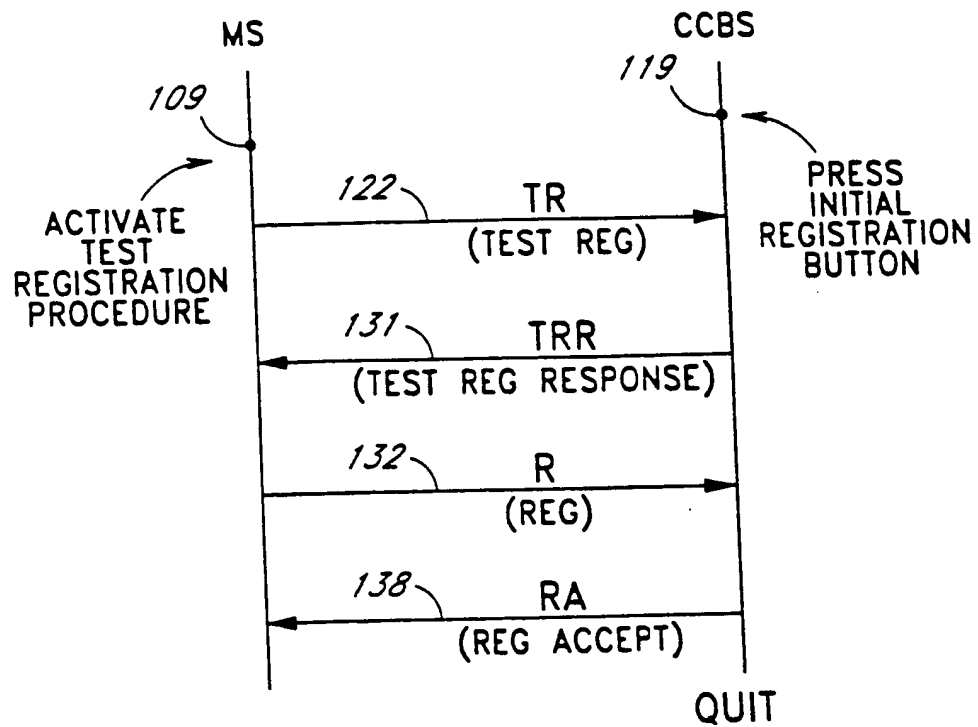 MS
CCBS
109
119
ACTIVATE
TEST
REGISTRATION
PROCEDURE
PRESS
INITIAL
REGISTRATION
BUTTON
122
TR
(TEST REG)
131
TRR
(TEST REG RESPONSE)
132
R
(REG)
138
RA
(REG ACCEPT)
QUIT